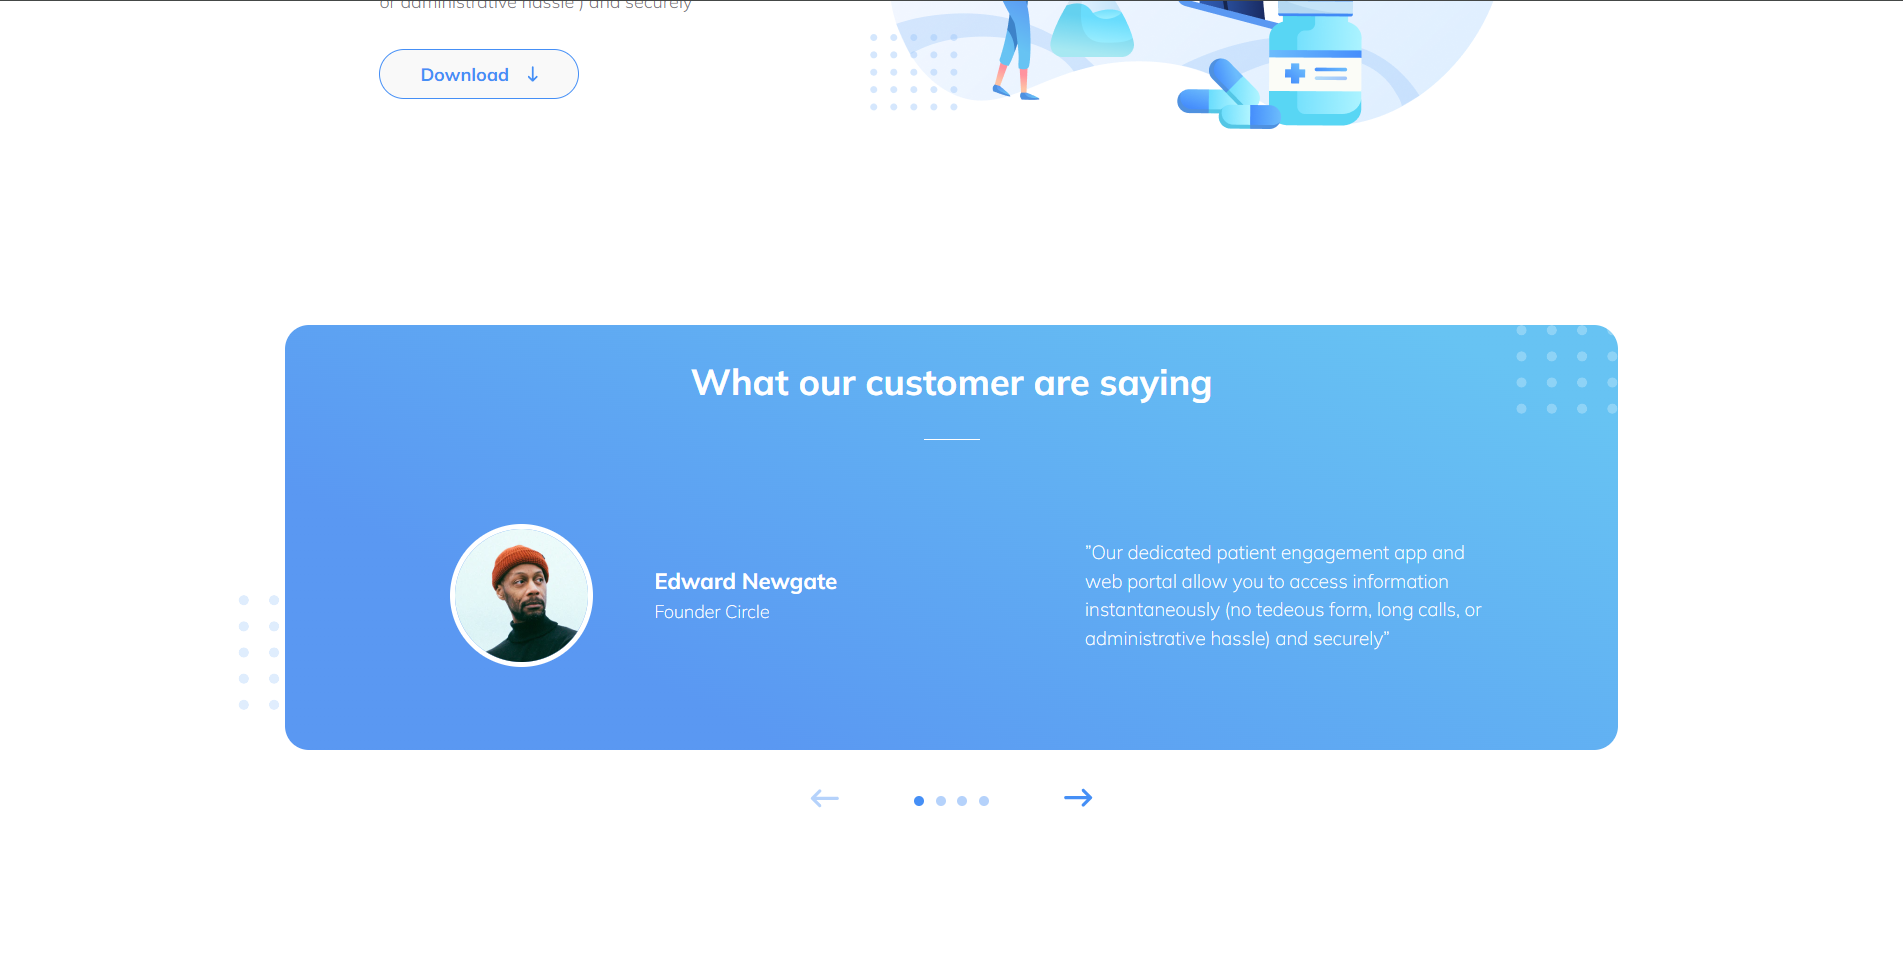 or administrative hassle ) and securely
Download
What our customer are saying
Edward Newgate
Founder Circle
”Our dedicated patient engagement app and
web portal allow you to access information
instantaneously (no tedeous form, long calls, or
administrative hassle) and securely”